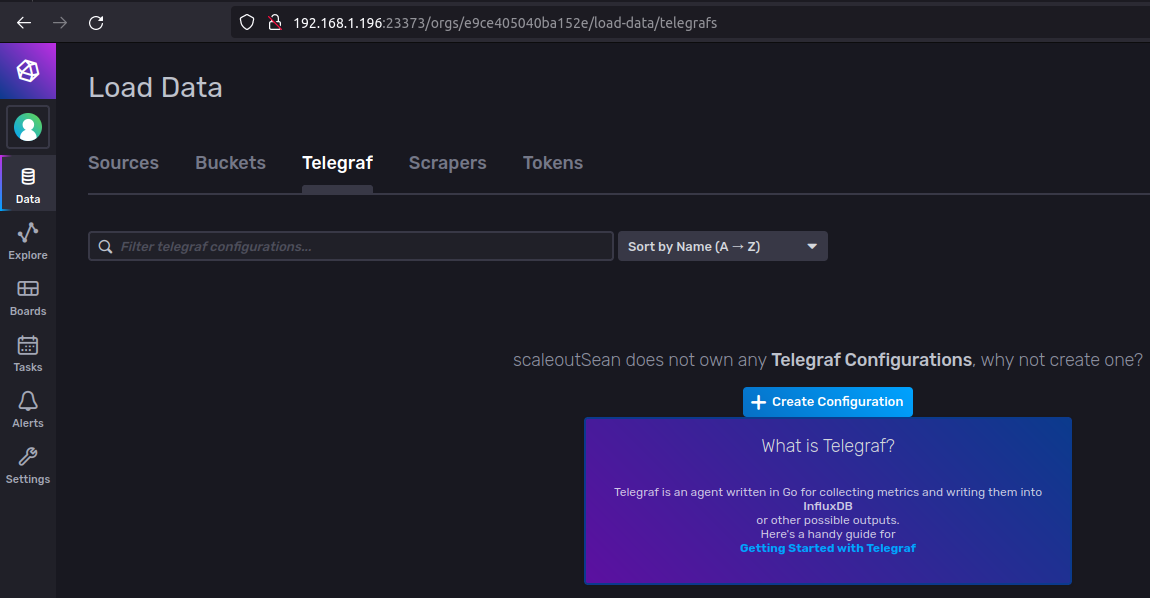 192.168.1.196:23373/orgs/e9ce405040ba152e/load-data/telegrafs
Load Data
Sources Buckets Telegraf Scrapers Tokens
Data
Explore
Boards
Tasks
Alerts
Settings
Filter telegraf configurations...
Sort by Name (A → Z)
scaleoutSean does not own any Telegraf Configurations, why not create one?
Create Configuration
What is Telegraf?
Telegraf is an agent written in Go for collecting metrics and writing them into
InfluxDB
or other possible outputs.
Here's a handy guide for
Getting Started with Telegraf